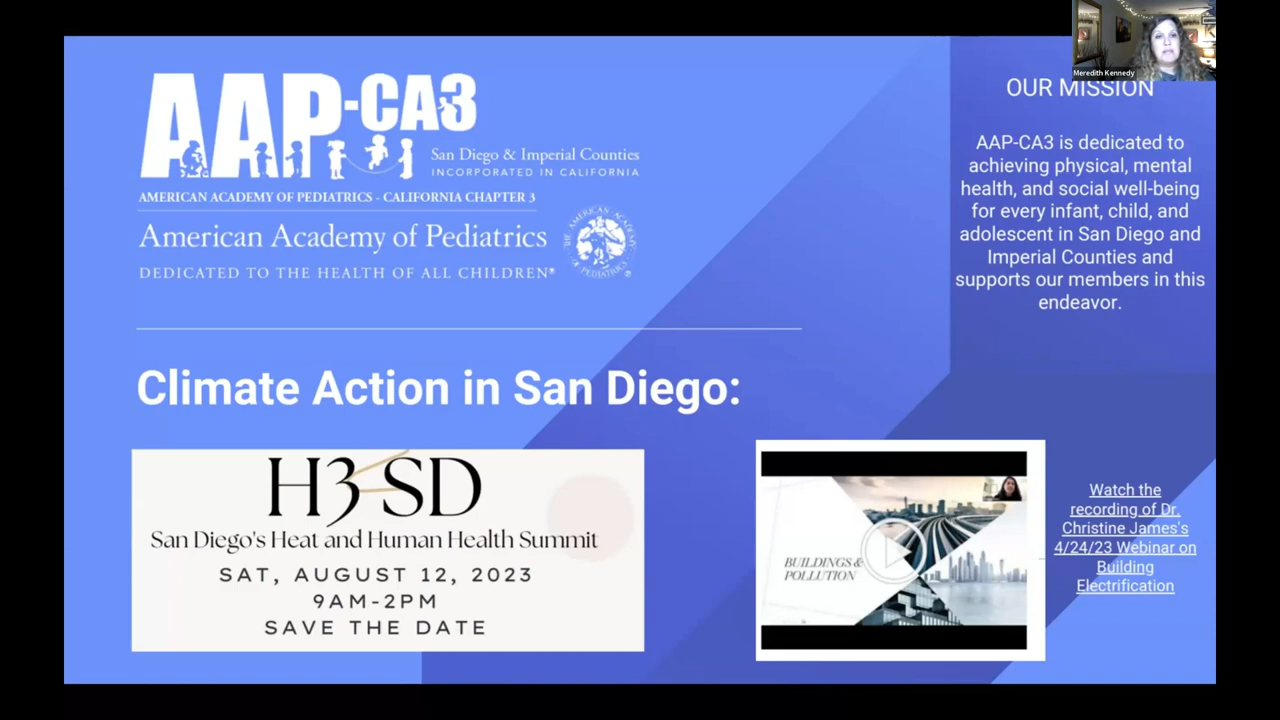 Meredith Kennedy
AAP-CA3
San Diego & Imperial Counties
INCORPORATED IN CALIFORNIA
AMERICAN ACADEMY OF PEDIATRICS - CALIFORNIA CHAPTER 3
American Academy of Pediatrics
DEDICATED TO THE HEALTH OF ALL CHILDREN®
OUR MISSION
AAP-CA3 is dedicated to
achieving physical, mental
health, and social well-being
for every infant, child, and
adolescent in San Diego and
Imperial Counties and
supports our members in this
endeavor.
Climate Action in San Diego:
H3SD
San Diego's Heat and Human Health Summit
SAT, AUGUST 12, 2023
9AM-2PM
SAVE THE DATE
BUILDINGS &
POLLUTION
Watch the
recording of Dr.
Christine James's
4/24/23 Webinar on
Building
Electrification